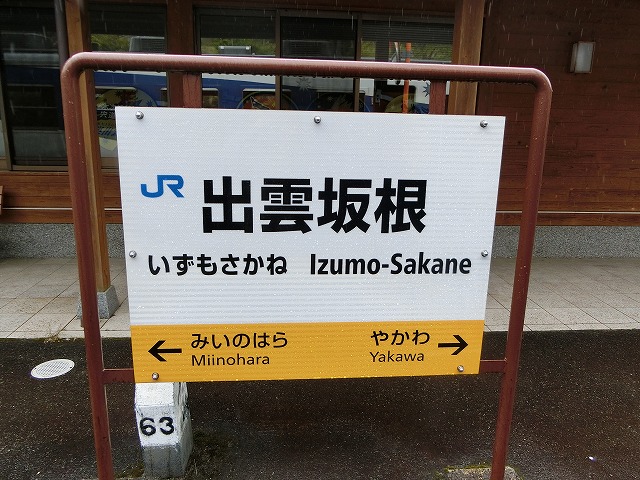 JR 出雲坂根
いずもさかね Izumo-Sakane
みいのはら やかわ
← Miinohara Yakawa →
63